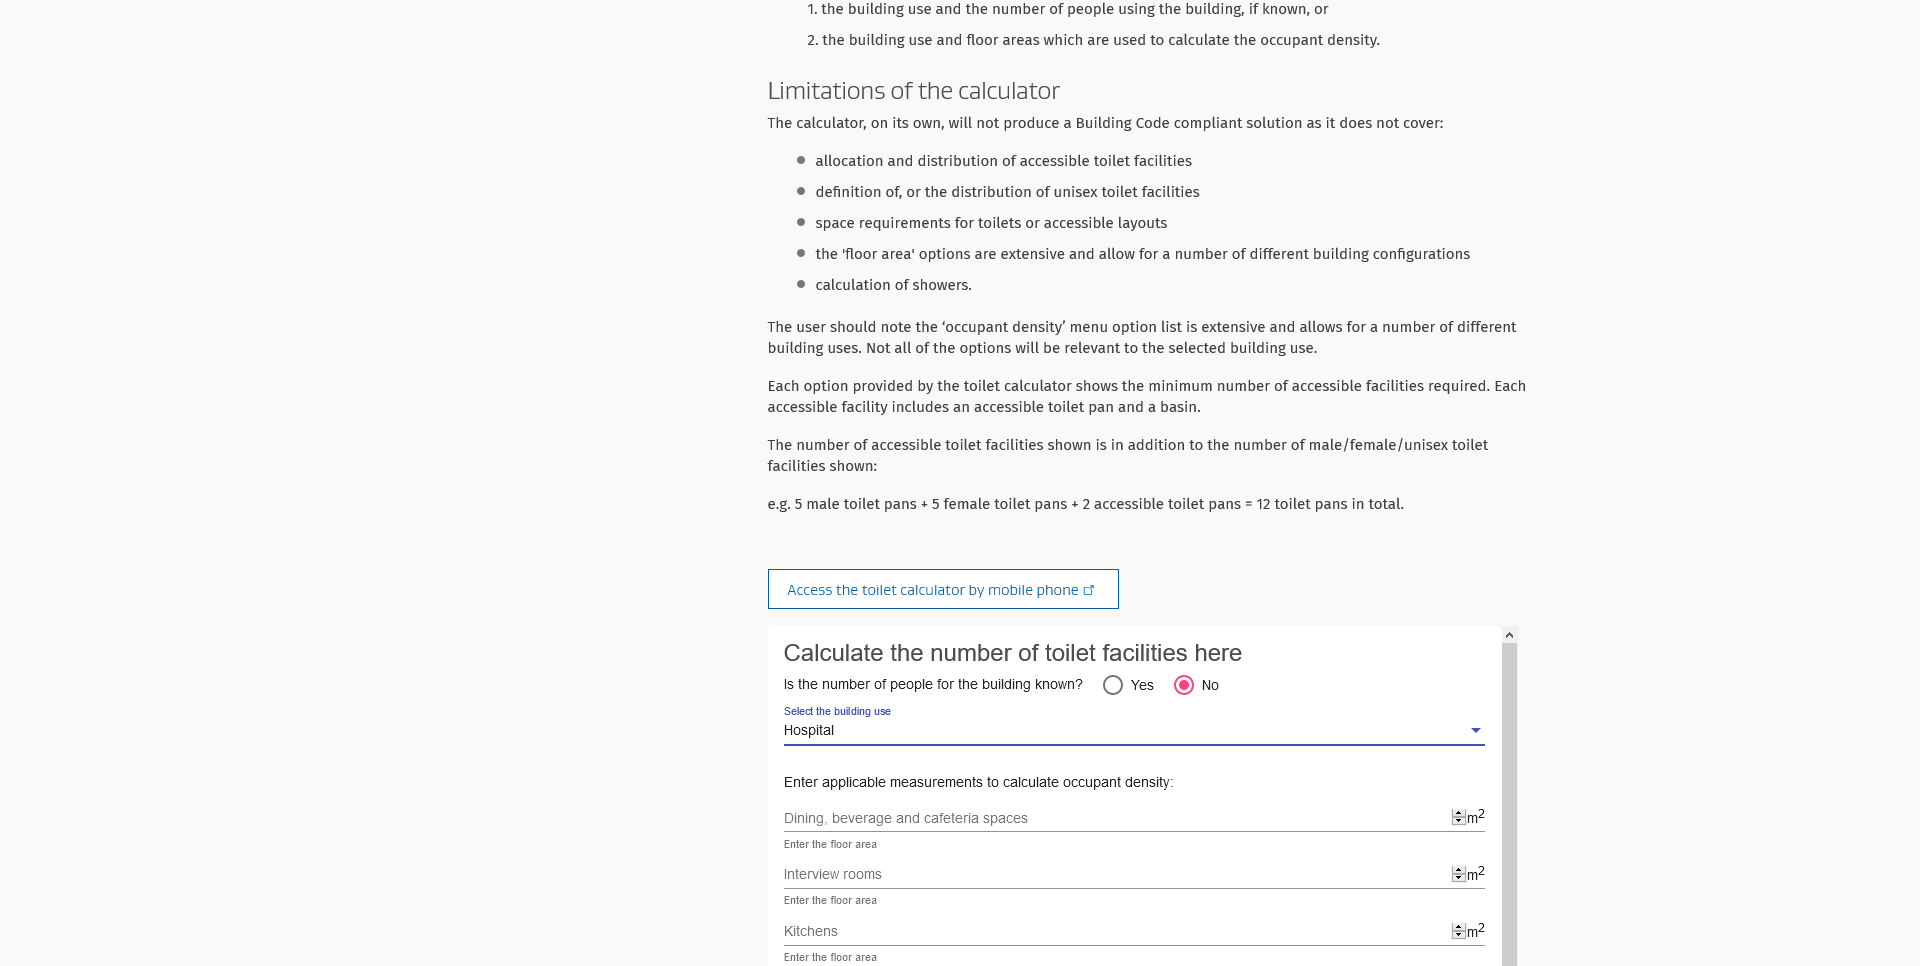 1. the building use and the number of people using the building, if known, or
2. the building use and floor areas which are used to calculate the occupant density.
Limitations of the calculator
The calculator, on its own, will not produce a Building Code compliant solution as it does not cover:
allocation and distribution of accessible toilet facilities
definition of, or the distribution of unisex toilet facilities
space requirements for toilets or accessible layouts
the 'floor area' options are extensive and allow for a number of different building configurations
calculation of showers.
The user should note the ‘occupant density’ menu option list is extensive and allows for a number of different
building uses. Not all of the options will be relevant to the selected building use.
Each option provided by the toilet calculator shows the minimum number of accessible facilities required. Each
accessible facility includes an accessible toilet pan and a basin.
The number of accessible toilet facilities shown is in addition to the number of male/female/unisex toilet
facilities shown:
e.g. 5 male toilet pans + 5 female toilet pans + 2 accessible toilet pans = 12 toilet pans in total.
Access the toilet calculator by mobile phone
Calculate the number of toilet facilities here
Is the number of people for the building known? Yes No
Select the building use
Hospital
Enter applicable measurements to calculate occupant density:
Dining, beverage and cafeteria spaces m2
Enter the floor area
Interview rooms m2
Enter the floor area
Kitchens m2
Enter the floor area